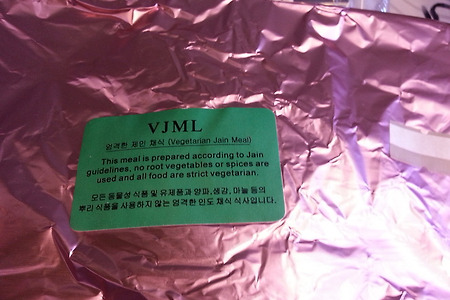 VJML
엄격한 제인 채식 (Vegetarian Jain Meal)
This meal is prepared according to Jain
guidelines, no root vegetables or spices are
used and all food are strict vegetarian.
모든 동물성 식품 및 유제품과 양파, 생강, 마늘 등의
뿌리 식품을 사용하지 않는 엄격한 인도 채식 식사입니다.